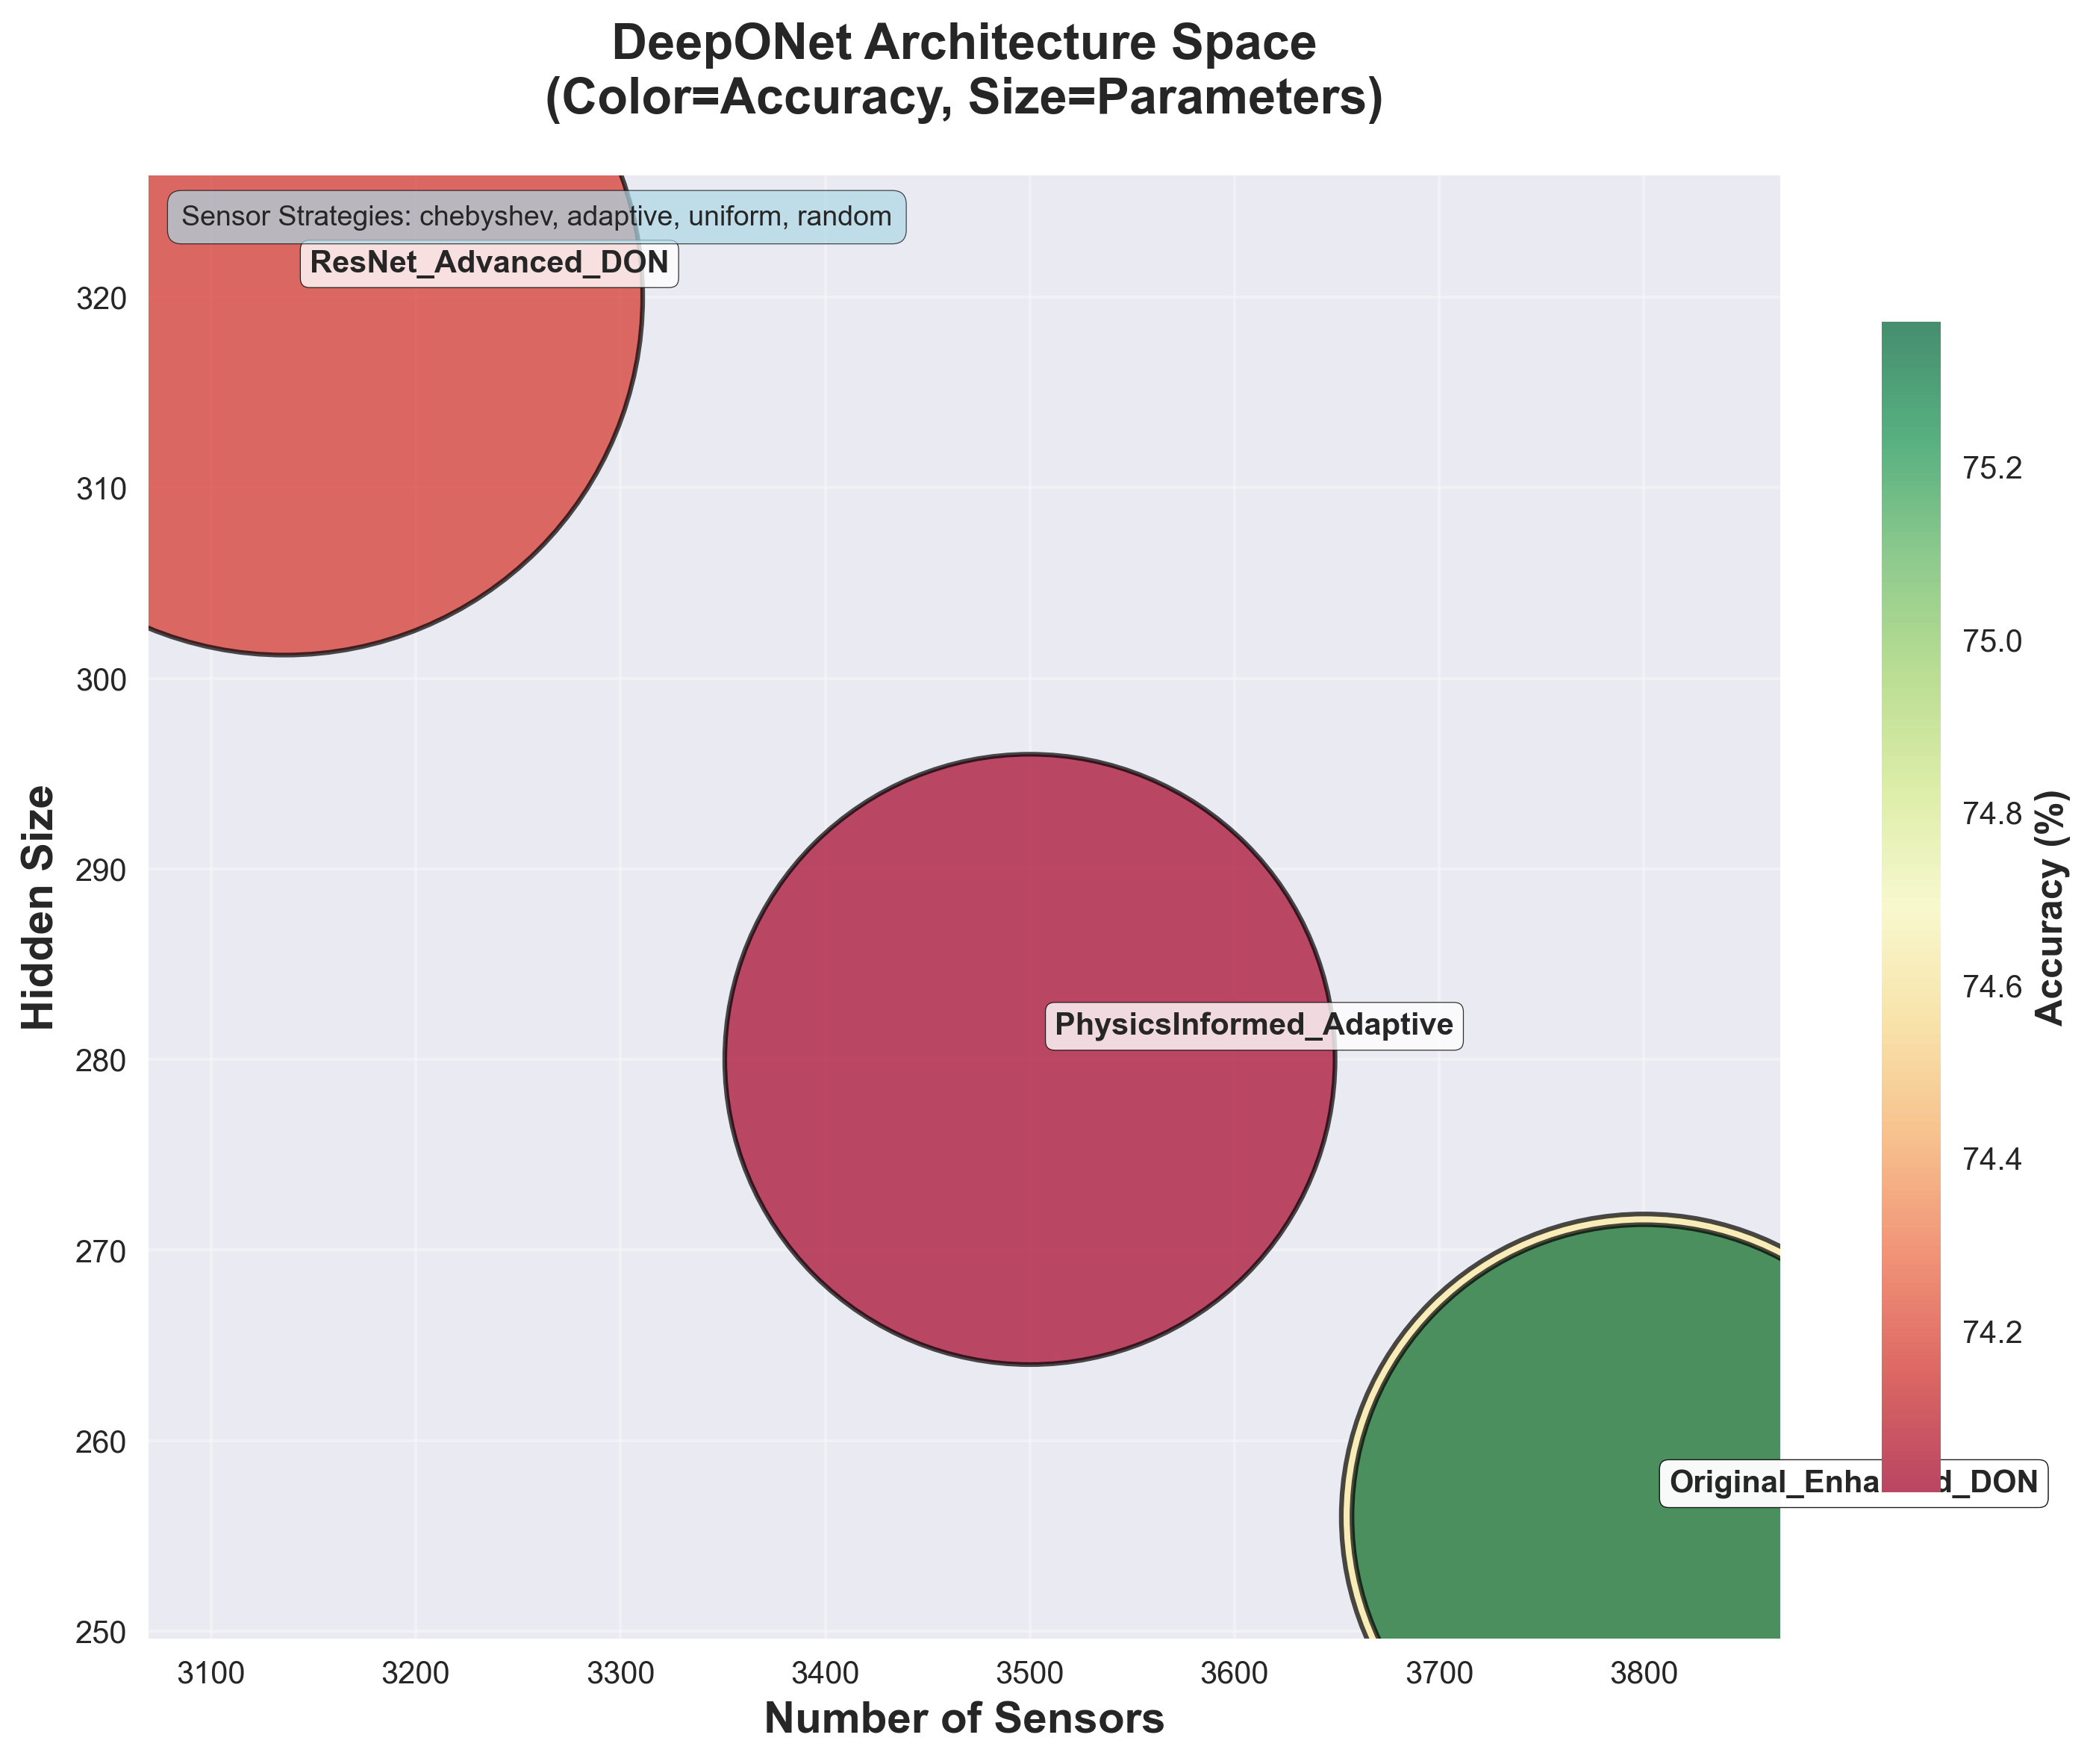 DeepONet Architecture Space
(Color=Accuracy, Size=Parameters)
Sensor Strategies: chebyshev, adaptive, uniform, random
ResNet_Advanced_DON
320
310
300
290
280
270
260
250
Hidden Size
PhysicsInformed_Adaptive
75.2
75.0
74.8
74.6
74.4
74.2
Accuracy (%)
3100
3200
3300
3400
3500
3600
3700
3800
Number of Sensors